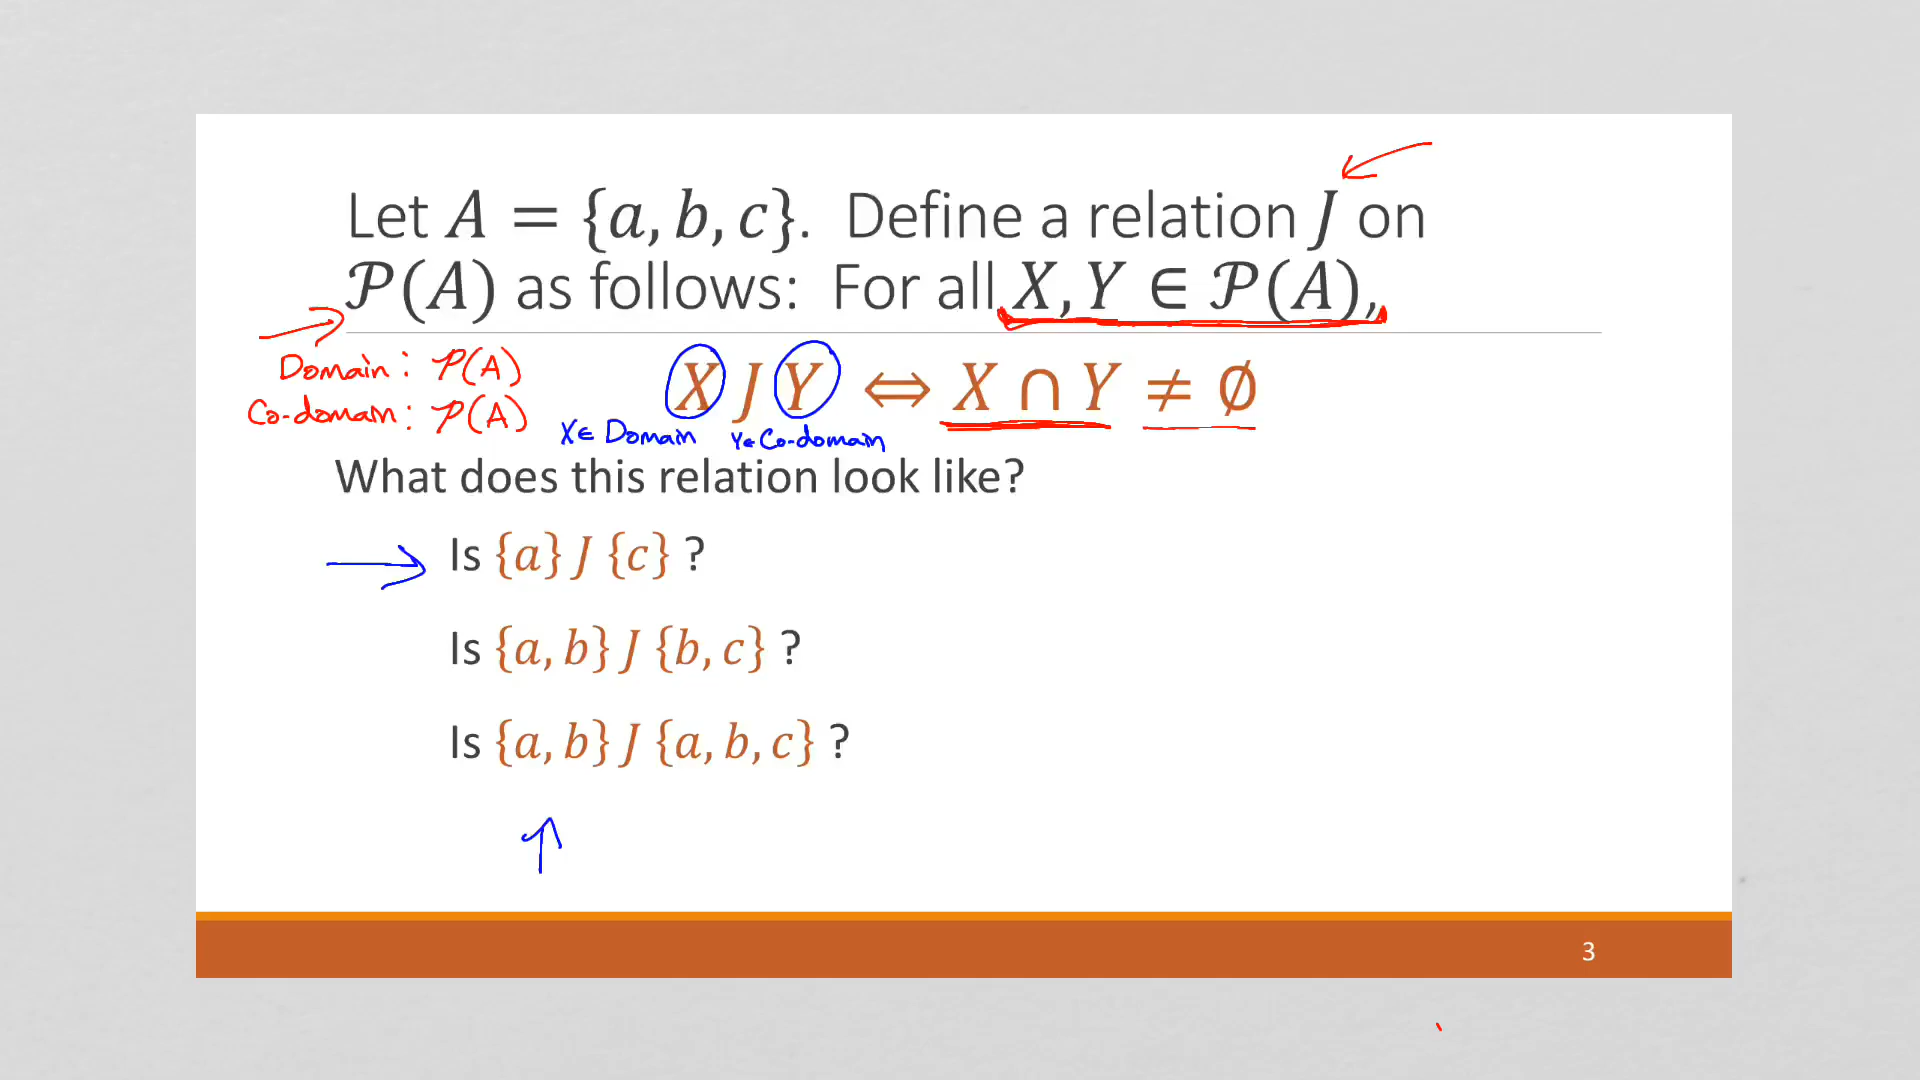 Let A = {a, b, c}. Define a relation J on
𝒫(A) as follows: For all X, Y ∈ 𝒫(A),
Domain: 𝒫(A)
Co-domain: 𝒫(A)
X J Y ⇔ X ∩ Y ≠ ∅
X∈ Domain Y∈ Co-domain
What does this relation look like?
Is {a} J {c} ?
Is {a, b} J {b, c} ?
Is {a, b} J {a, b, c} ?
3